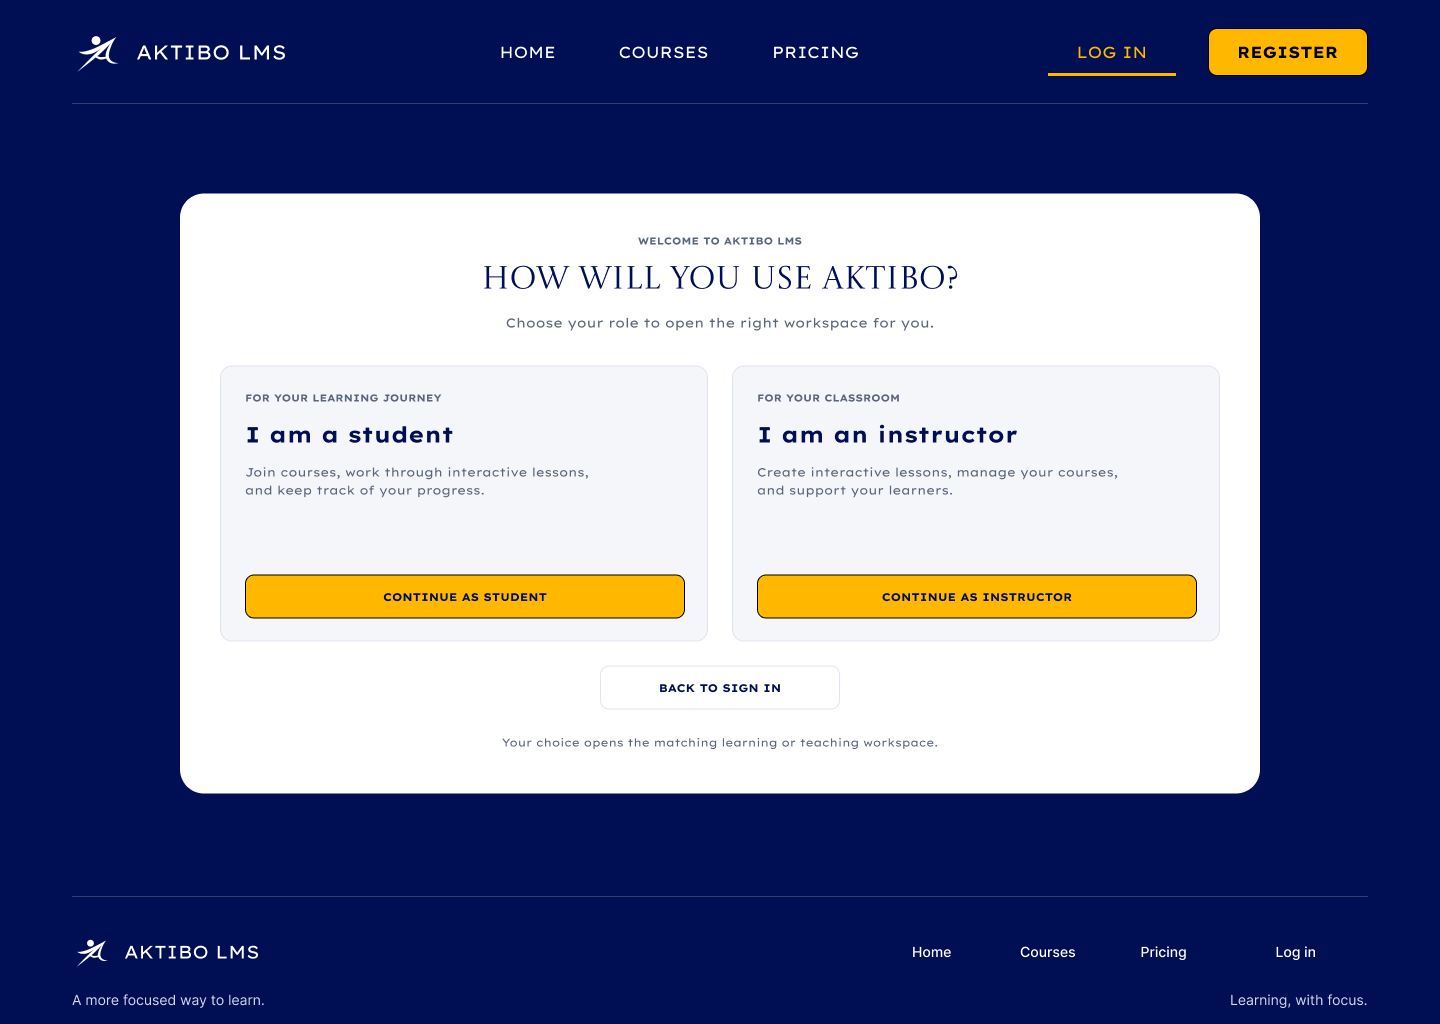 AKTIBO LMS
HOME
COURSES
PRICING
LOG IN
REGISTER
WELCOME TO AKTIBO LMS
HOW WILL YOU USE AKTIBO?
Choose your role to open the right workspace for you.
FOR YOUR LEARNING JOURNEY
I am a student
Join courses, work through interactive lessons,
and keep track of your progress.
CONTINUE AS STUDENT
FOR YOUR CLASSROOM
I am an instructor
Create interactive lessons, manage your courses,
and support your learners.
CONTINUE AS INSTRUCTOR
BACK TO SIGN IN
Your choice opens the matching learning or teaching workspace.
AKTIBO LMS
Home
Courses
Pricing
Log in
A more focused way to learn.
Learning, with focus.